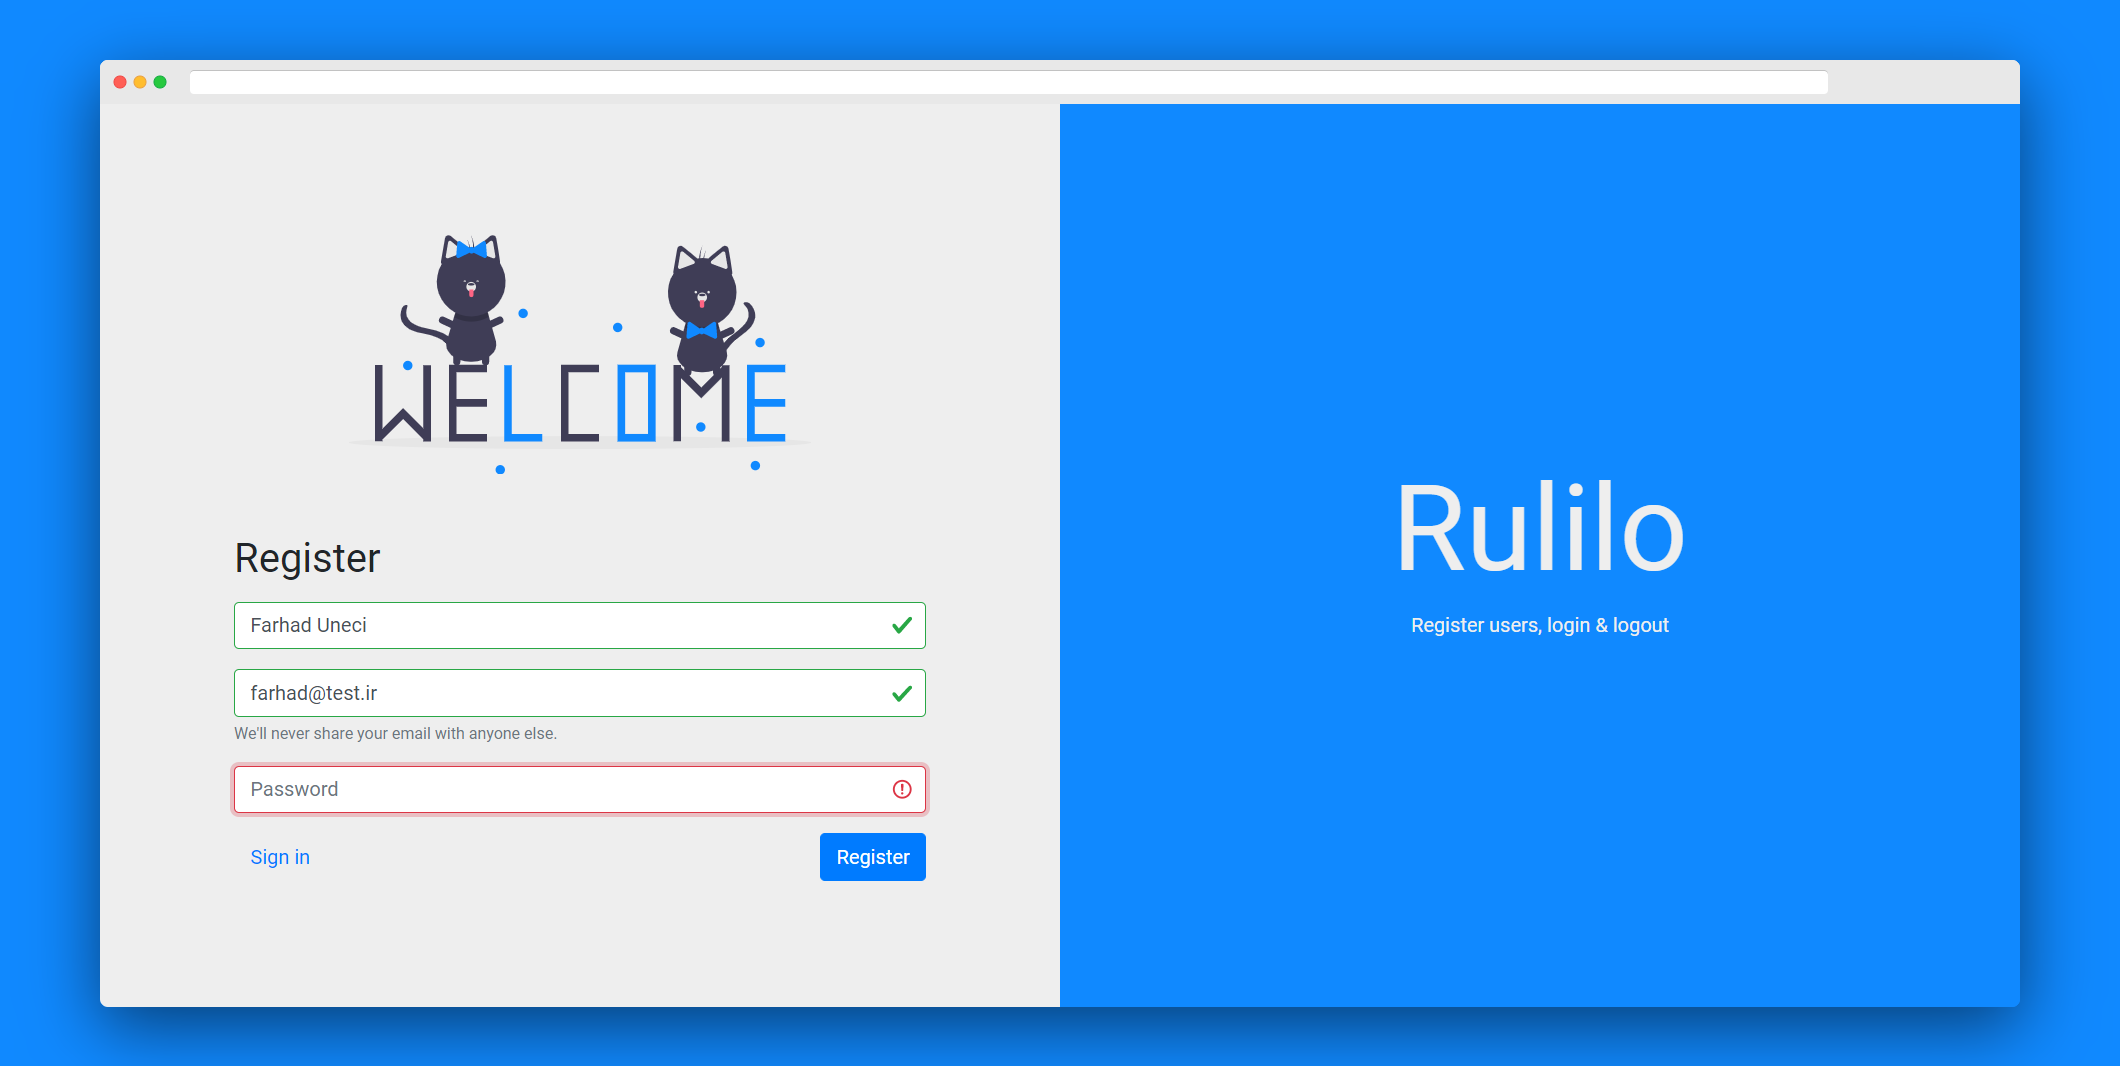 WELCOME
Register
Farhad Uneci
farhad@test.ir
We'll never share your email with anyone else.
Password
Sign in
Register
Rulilo
Register users, login & logout